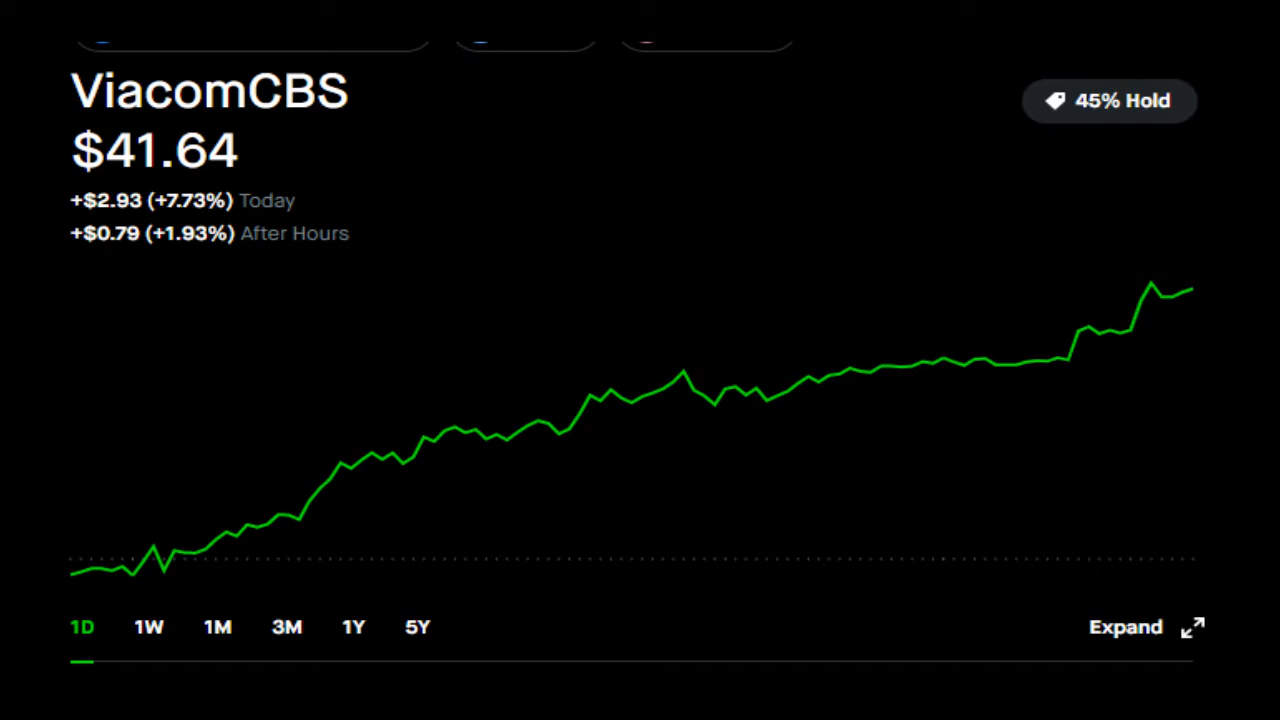 ViacomCBS
45% Hold
$41.64
+$2.93 (+7.73%) Today
+$0.79 (+1.93%) After Hours
1D 1W 1M 3M 1Y 5Y Expand